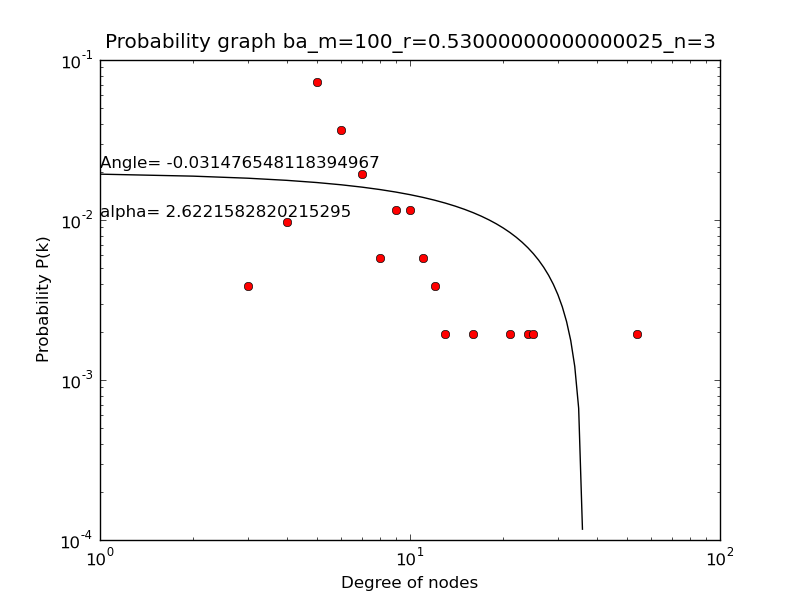 Probability graph ba_m=100_r=0.53000000000000025_n=3
10^-1
Angle= -0.031476548118394967
alpha= 2.6221582820215295
10^-2
Probability P(k)
10^-3
10^-4
10^0 10^1 10^2
Degree of nodes